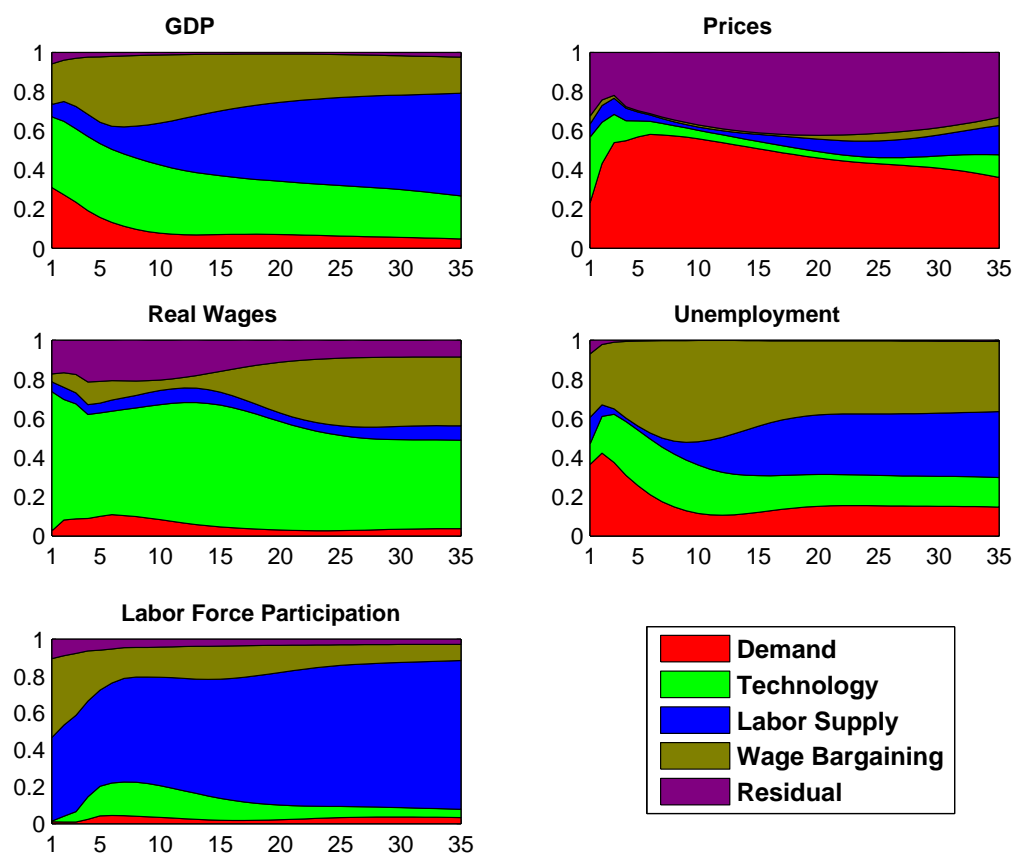 GDP
1
0.8
0.6
0.4
0.2
0
1 5 10 15 20 25 30 35
Prices
1
0.8
0.6
0.4
0.2
0
1 5 10 15 20 25 30 35
Real Wages
1
0.8
0.6
0.4
0.2
0
1 5 10 15 20 25 30 35
Unemployment
1
0.8
0.6
0.4
0.2
0
1 5 10 15 20 25 30 35
Labor Force Participation
1
0.8
0.6
0.4
0.2
0
1 5 10 15 20 25 30 35
Demand
Technology
Labor Supply
Wage Bargaining
Residual